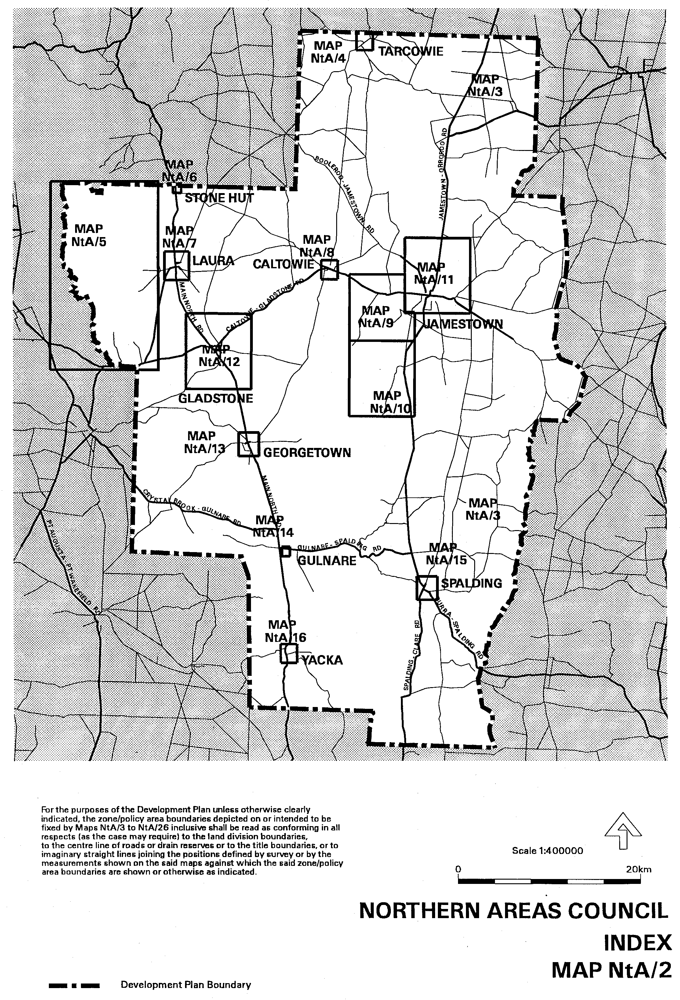 MAP
NtA/4
TARCOWIE
MAP
NtA/3
BOOLEROO - JAMESTOWN RD
JAMESTOWN - ORROROO RD
MAP
NtA/6
STONE HUT
MAP
NtA/5
MAP
NtA/7
LAURA
MAP
NtA/8
CALTOWIE
MAP
NtA/11
MAIN NORTH RD
CALTOWIE - GLADSTONE RD
MAP
NtA/9
JAMESTOWN
MAP
NtA/12
GLADSTONE
MAP
NtA/10
MAP
NtA/13
GEORGETOWN
MAIN NORTH RD
CRYSTAL BROOK - GULNARE RD
MAP
NtA/3
MAP
NtA/14
PT AUGUSTA - PT WAKEFIELD RD
GULNARE - SPALDING RD
GULNARE
MAP
NtA/15
SPALDING
BURRA - SPALDING RD
SPALDING - CLARE RD
MAP
NtA/16
YACKA
For the purposes of the Development Plan unless otherwise clearly
indicated, the zone/policy area boundaries depicted on or intended to be
fixed by Maps NtA/3 to NtA/26 inclusive shall be read as conforming in all
respects (as the case may require) to the land division boundaries,
to the centre line of roads or drain reserves or to the title boundaries, or to
imaginary straight lines joining the positions defined by survey or by the
measurements shown on the said maps against which the said zone/policy
area boundaries are shown or otherwise as indicated.
Scale 1:400000
0 20km
NORTHERN AREAS COUNCIL
INDEX
MAP NtA/2
Development Plan Boundary